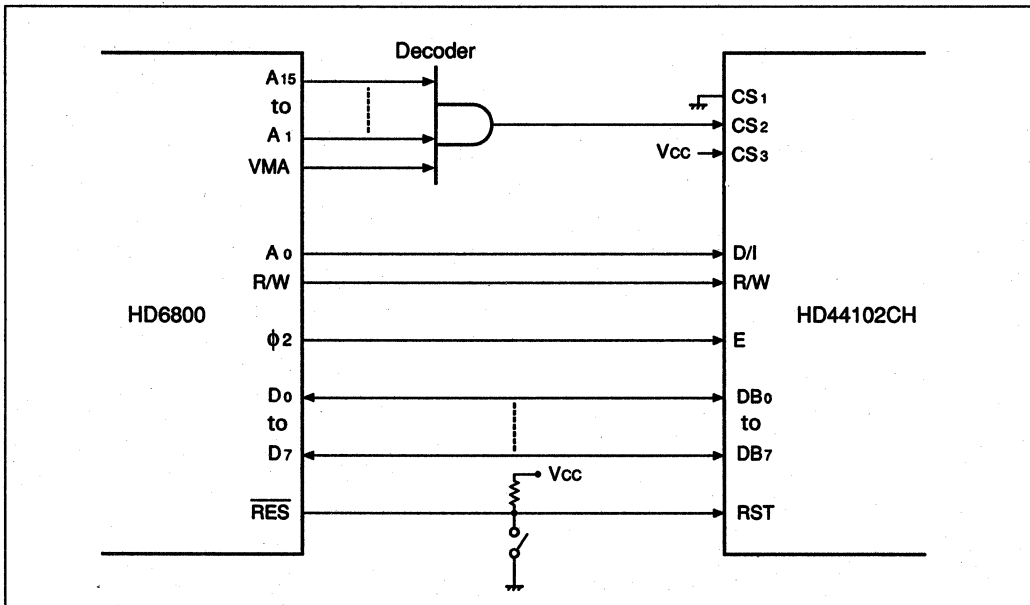 Decoder
A15
to
A1
VMA
CS1
CS2
Vcc
CS3
A0
D/I
R/W
R/W
HD6800
HD44102CH
ϕ2
E
D0
DB0
to
to
D7
DB7
Vcc
RES
RST